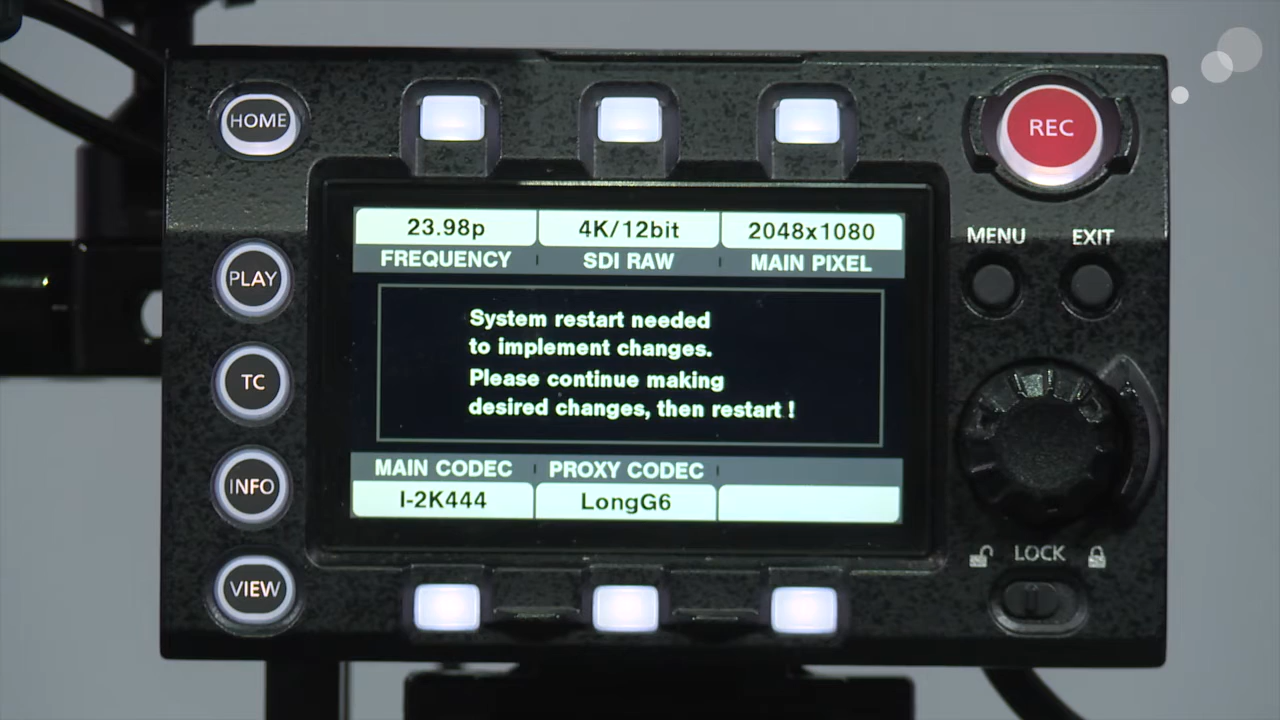 HOME
REC
23.98p 4K/12bit 2048x1080
FREQUENCY SDI RAW MAIN PIXEL
MENU EXIT
PLAY
System restart needed
to implement changes.
Please continue making
desired changes, then restart !
TC
MAIN CODEC PROXY CODEC
I-2K444 LongG6
INFO
LOCK
VIEW